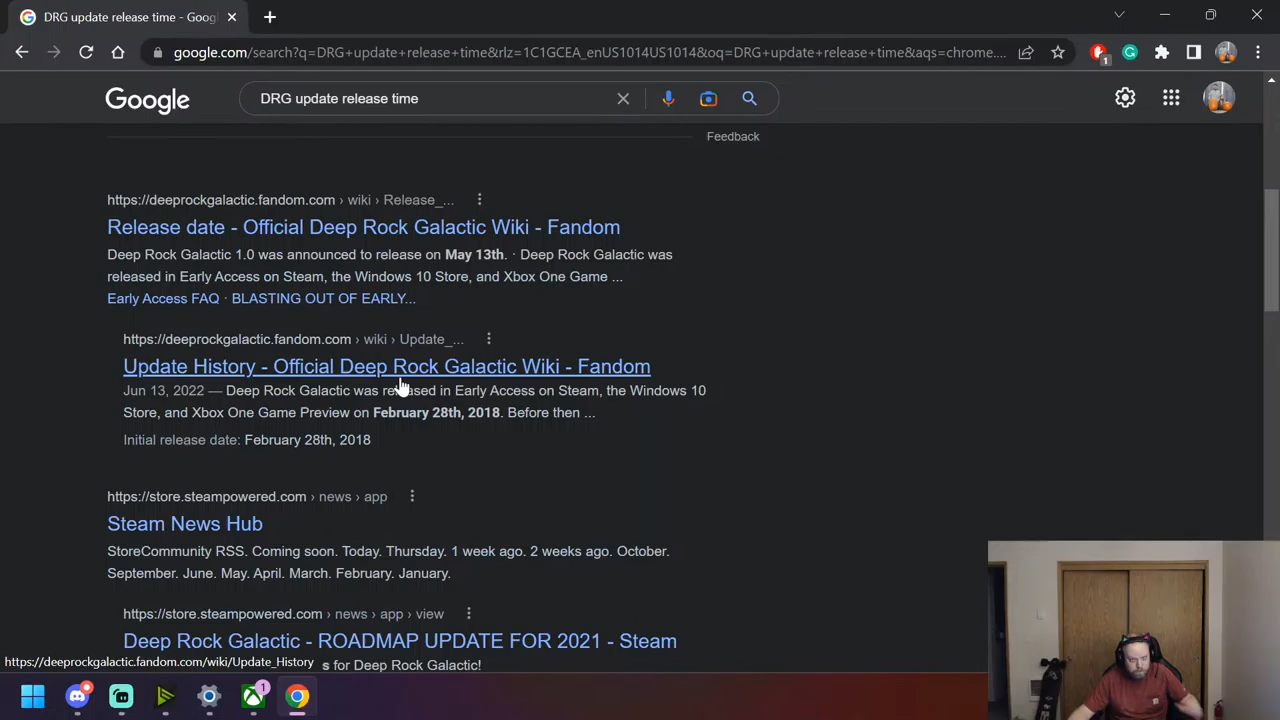 DRG update release time - Goog
google.com/search?q=DRG+update+release+time&rlz=1C1GCEA_enUS1014US1014&oq=DRG+update+release+time&aqs=chrome....
1
Google
DRG update release time
Feedback
https://deeprockgalactic.fandom.com › wiki › Release_...
Release date - Official Deep Rock Galactic Wiki - Fandom
Deep Rock Galactic 1.0 was announced to release on May 13th. · Deep Rock Galactic was
released in Early Access on Steam, the Windows 10 Store, and Xbox One Game ...
Early Access FAQ · BLASTING OUT OF EARLY...
https://deeprockgalactic.fandom.com › wiki › Update_...
Update History - Official Deep Rock Galactic Wiki - Fandom
Jun 13, 2022 — Deep Rock Galactic was released in Early Access on Steam, the Windows 10
Store, and Xbox One Game Preview on February 28th, 2018. Before then ...
Initial release date: February 28th, 2018
https://store.steampowered.com › news › app
Steam News Hub
StoreCommunity RSS. Coming soon. Today. Thursday. 1 week ago. 2 weeks ago. October.
September. June. May. April. March. February. January.
https://store.steampowered.com › news › app › view
Deep Rock Galactic - ROADMAP UPDATE FOR 2021 - Steam
https://deeprockgalactic.fandom.com/wiki/Update_History
s for Deep Rock Galactic!
1